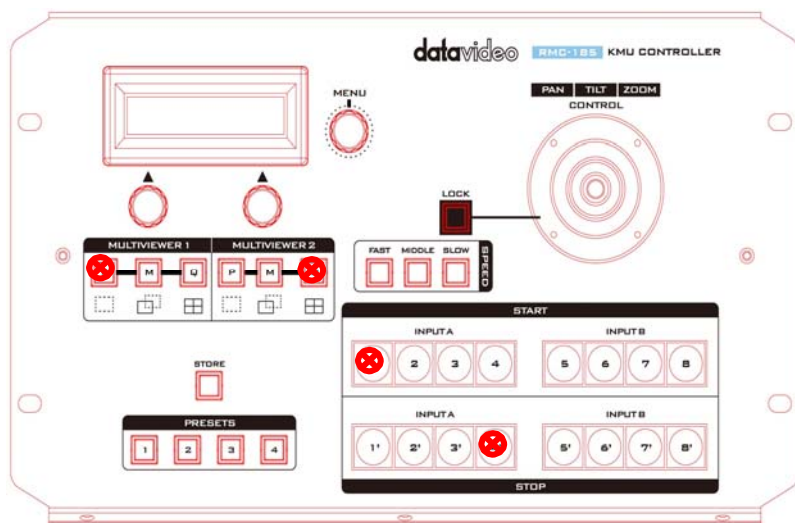 datavideo RMC-185 KMU CONTROLLER
MENU
PAN TILT ZOOM
CONTROL
LOCK
MULTIVIEWER 1 MULTIVIEWER 2
M Q P M
FAST MIDDLE SLOW
SPEED
START
INPUT A INPUT B
2 3 4 5 6 7 8
STORE
PRESETS
1 2 3 4
INPUT A INPUT B
1' 2' 3' 5' 6' 7' 8'
STOP